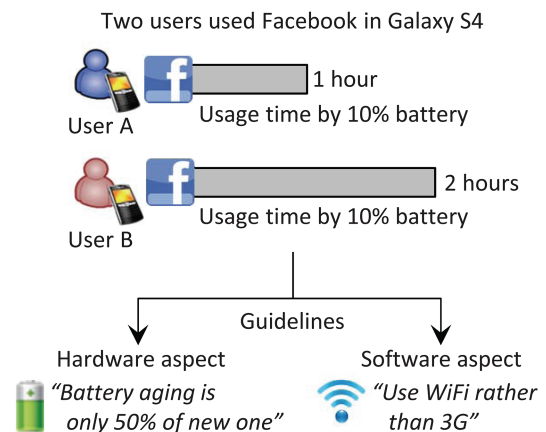 Two users used Facebook in Galaxy S4
f
1 hour
Usage time by 10% battery
User A
f
2 hours
Usage time by 10% battery
User B
Guidelines
Hardware aspect
“Battery aging is
only 50% of new one”
Software aspect
“Use WiFi rather
than 3G”